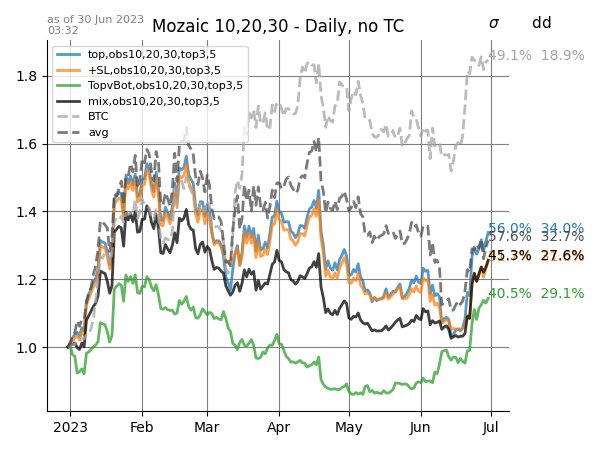 as of 30 Jun 2023
03:32
Mozaic 10,20,30 - Daily, no TC
σ dd
top,obs10,20,30,top3,5
+SL,obs10,20,30,top3,5
TopvBot,obs10,20,30,top3,5
mix,obs10,20,30,top3,5
BTC
avg
49.1% 18.9%
56.0% 34.0%
57.6% 32.7%
45.3% 27.6%
40.5% 29.1%
1.8
1.6
1.4
1.2
1.0
2023 Feb Mar Apr May Jun Jul